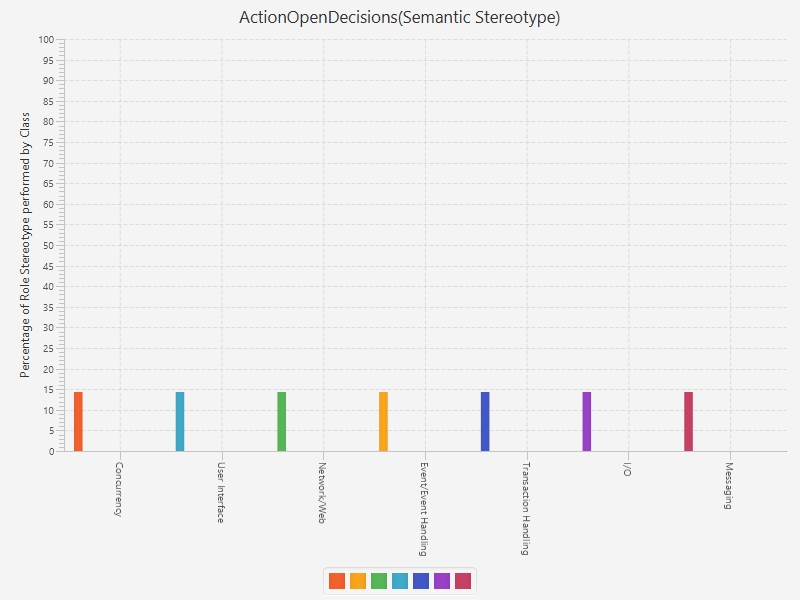 ActionOpenDecisions(Semantic Stereotype)
Percentage of Role Stereotype performed by Class
100
95
90
85
80
75
70
65
60
55
50
45
40
35
30
25
20
15
10
5
0
Concurrency
User Interface
Network/Web
Event/Event Handling
Transaction Handling
I/O
Messaging